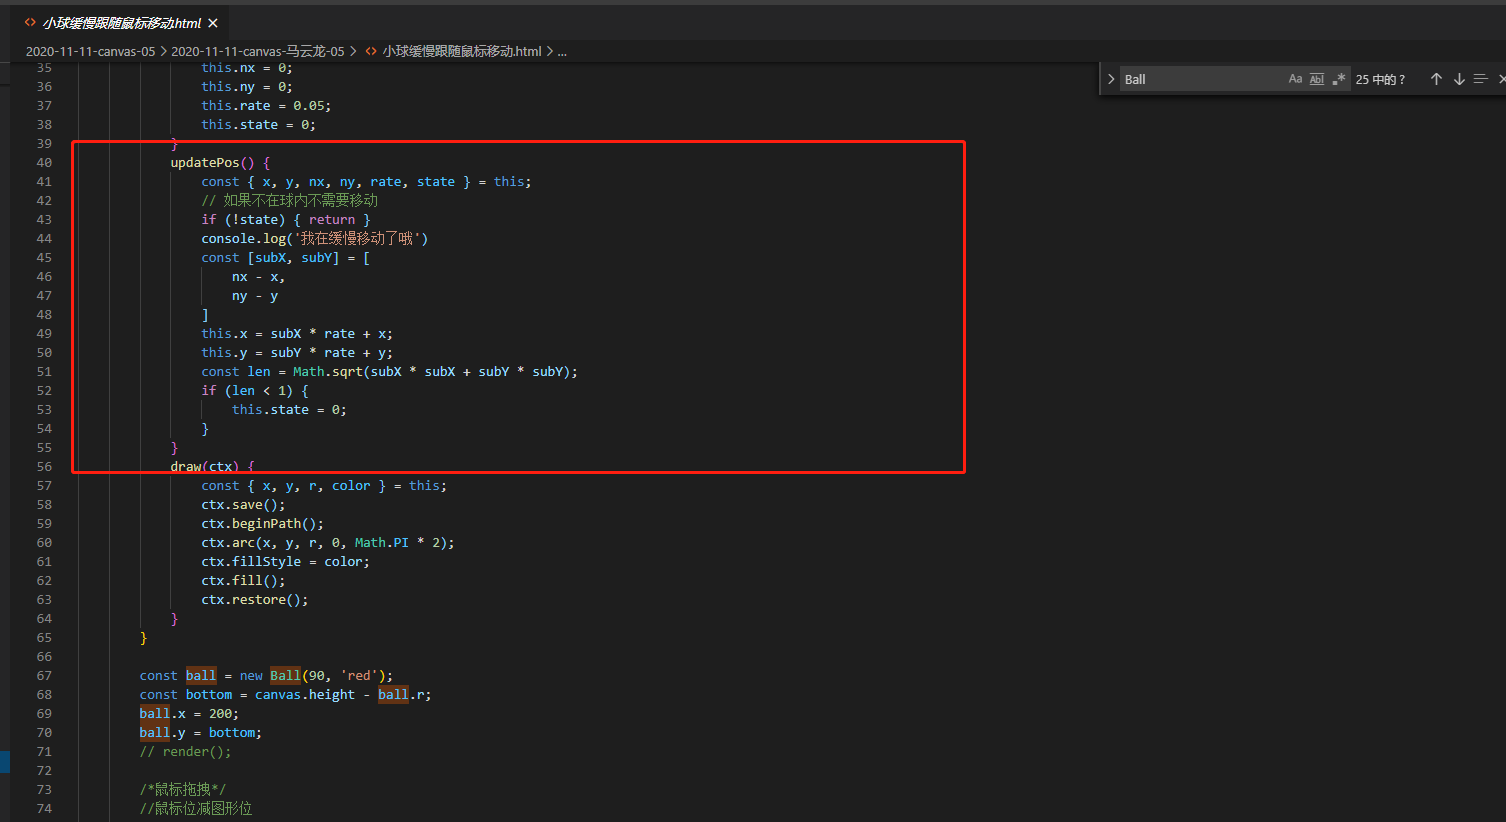 小球缓慢跟随鼠标移动.html
2020-11-11-canvas-05 > 2020-11-11-canvas-马云龙-05 > 小球缓慢跟随鼠标移动.html > ...
Ball Aa Abl .* 25 中的 ?
35 this.nx = 0;
36 this.ny = 0;
37 this.rate = 0.05;
38 this.state = 0;
39 }
40 updatePos() {
41 const { x, y, nx, ny, rate, state } = this;
42 // 如果不在球内不需要移动
43 if (!state) { return }
44 console.log('我在缓慢移动了哦')
45 const [subX, subY] = [
46 nx - x,
47 ny - y
48 ]
49 this.x = subX * rate + x;
50 this.y = subY * rate + y;
51 const len = Math.sqrt(subX * subX + subY * subY);
52 if (len < 1) {
53 this.state = 0;
54 }
55 }
56 draw(ctx) {
57 const { x, y, r, color } = this;
58 ctx.save();
59 ctx.beginPath();
60 ctx.arc(x, y, r, 0, Math.PI * 2);
61 ctx.fillStyle = color;
62 ctx.fill();
63 ctx.restore();
64 }
65 }
66
67 const ball = new Ball(90, 'red');
68 const bottom = canvas.height - ball.r;
69 ball.x = 200;
70 ball.y = bottom;
71 // render();
72
73 /*鼠标拖拽*/
74 //鼠标位减图形位